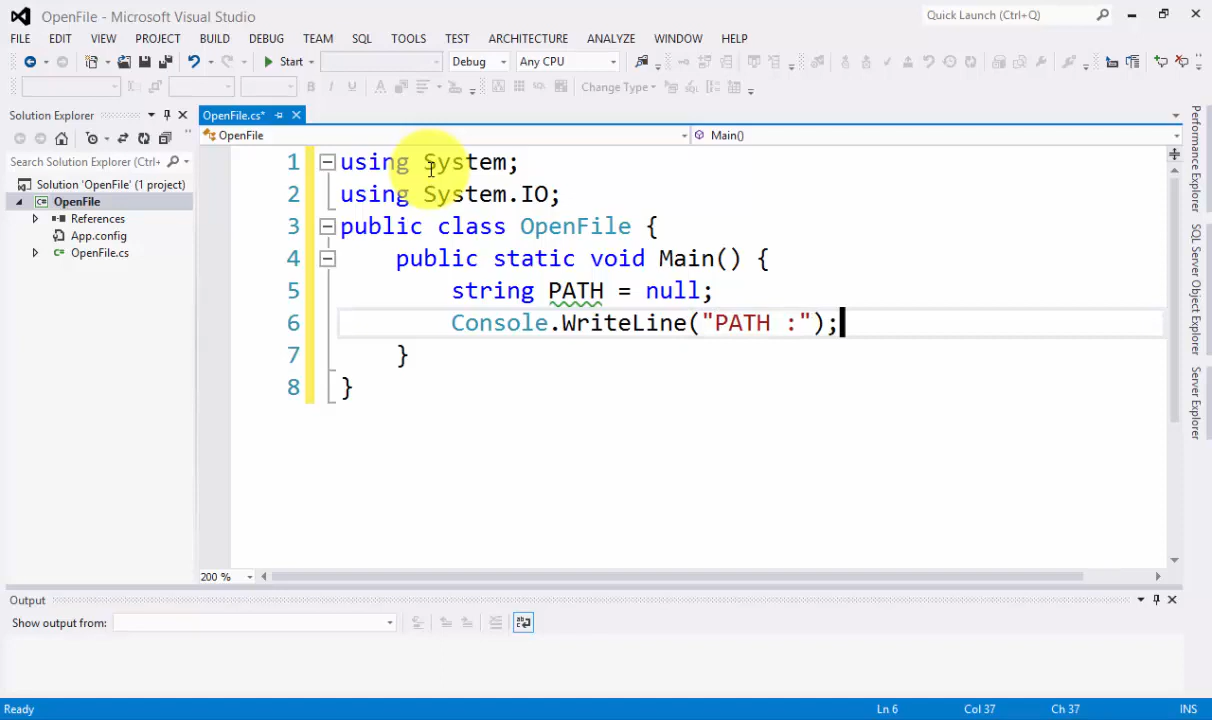 OpenFile - Microsoft Visual Studio
Quick Launch (Ctrl+Q)
FILE EDIT VIEW PROJECT BUILD DEBUG TEAM SQL TOOLS TEST ARCHITECTURE ANALYZE WINDOW HELP
Start Debug Any CPU
Change Type
Solution Explorer
OpenFile.cs*
OpenFile
Main()
Search Solution Explorer (Ctrl+
Solution 'OpenFile' (1 project)
OpenFile
References
App.config
OpenFile.cs
1 using System;
2 using System.IO;
3 public class OpenFile {
4 public static void Main() {
5 string PATH = null;
6 Console.WriteLine("PATH :");
7 }
8 }
200 %
Performance Explorer
SQL Server Object Explorer
Server Explorer
Output
Show output from:
Ready
Ln 6
Col 37
Ch 37
INS